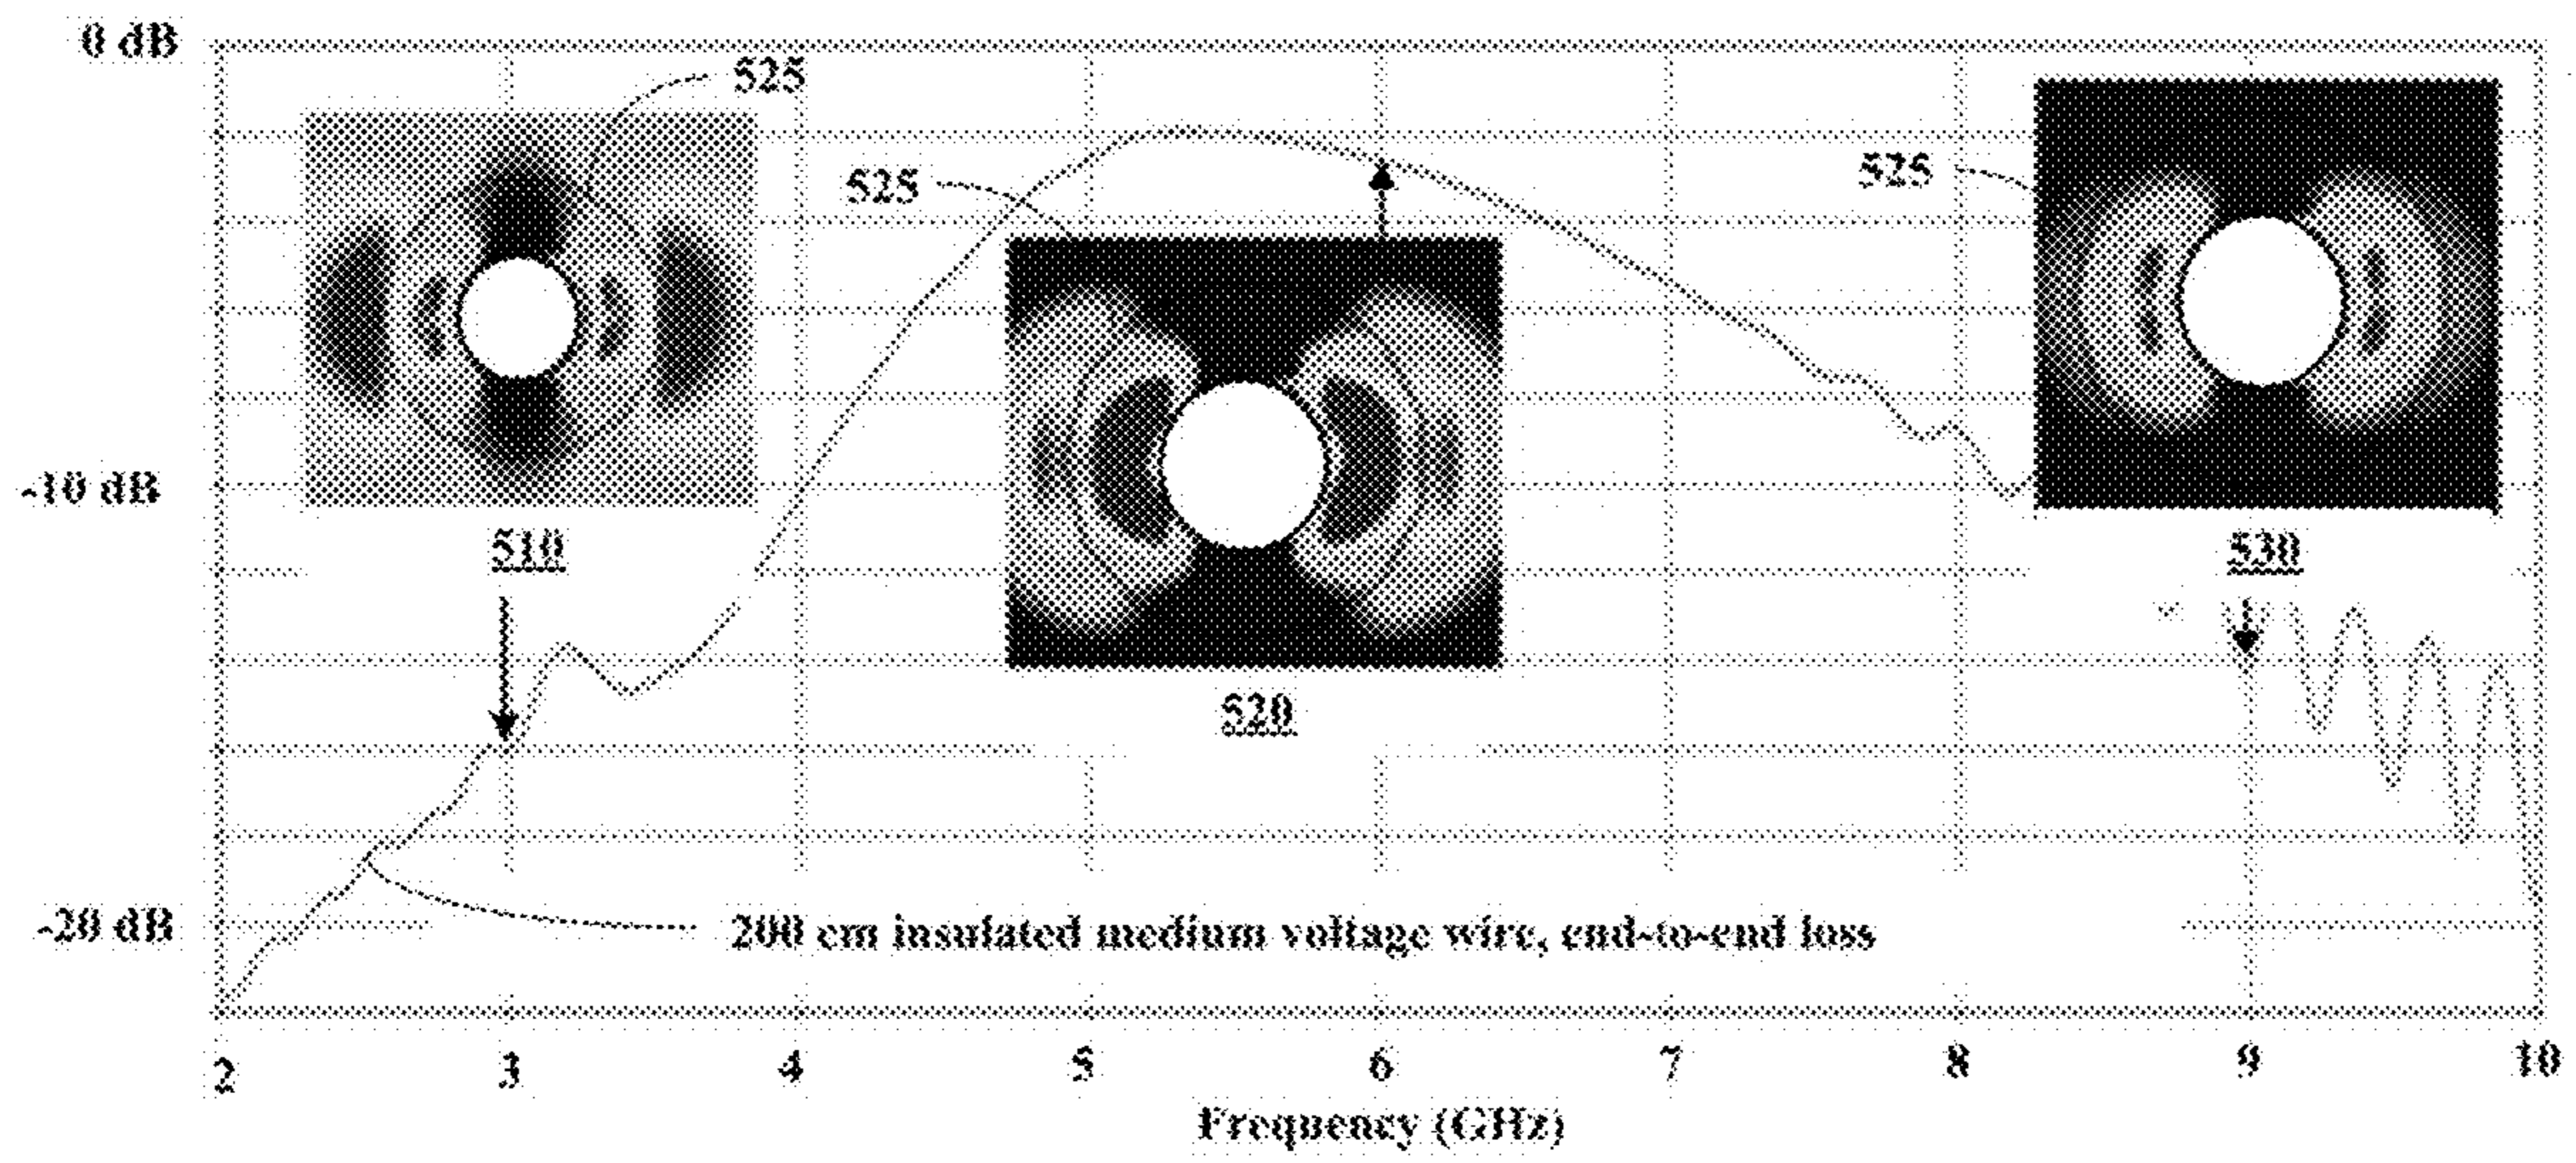 0 dB
525
525
525
-10 dB
510
530
520
-20 dB
200 cm insulated medium voltage wire, end-to-end loss
2 3 4 5 6 7 8 9 10
Frequency (GHz)